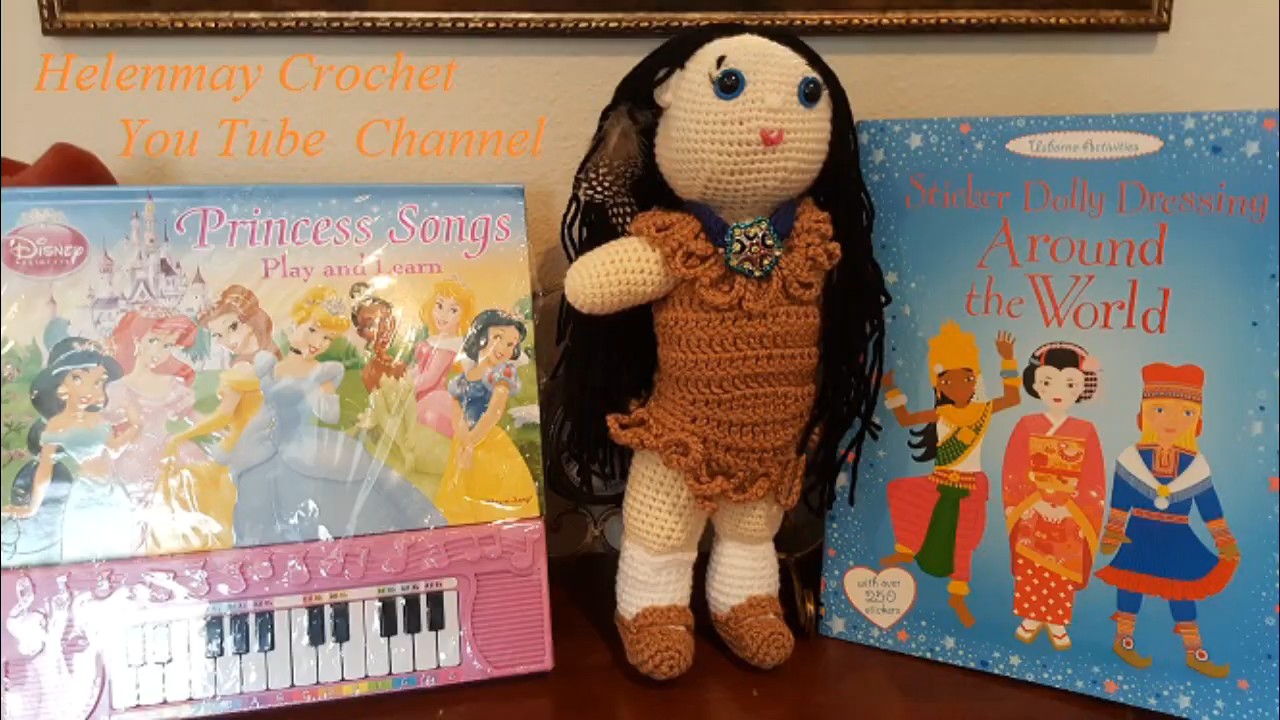 Helenmay Crochet
You Tube Channel
Disney
Princess Songs
Play and Learn
Usborne Activities
Sticker Dolly Dressing
Around
the World
with over
250
stickers